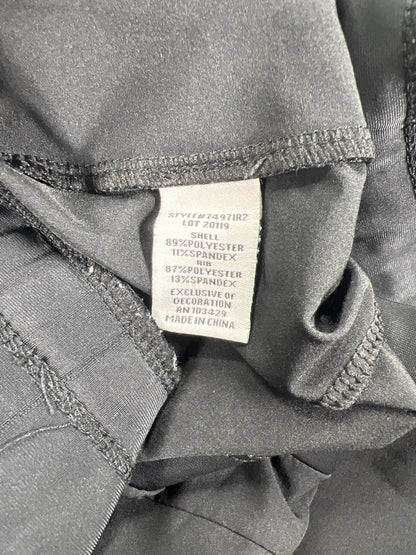 STYLE#74971R2
LOT 20119
SHELL
89%POLYESTER
11%SPANDEX
RIB
87%POLYESTER
13%SPANDEX
EXCLUSIVE OF
DECORATION
RN 103429
MADE IN CHINA